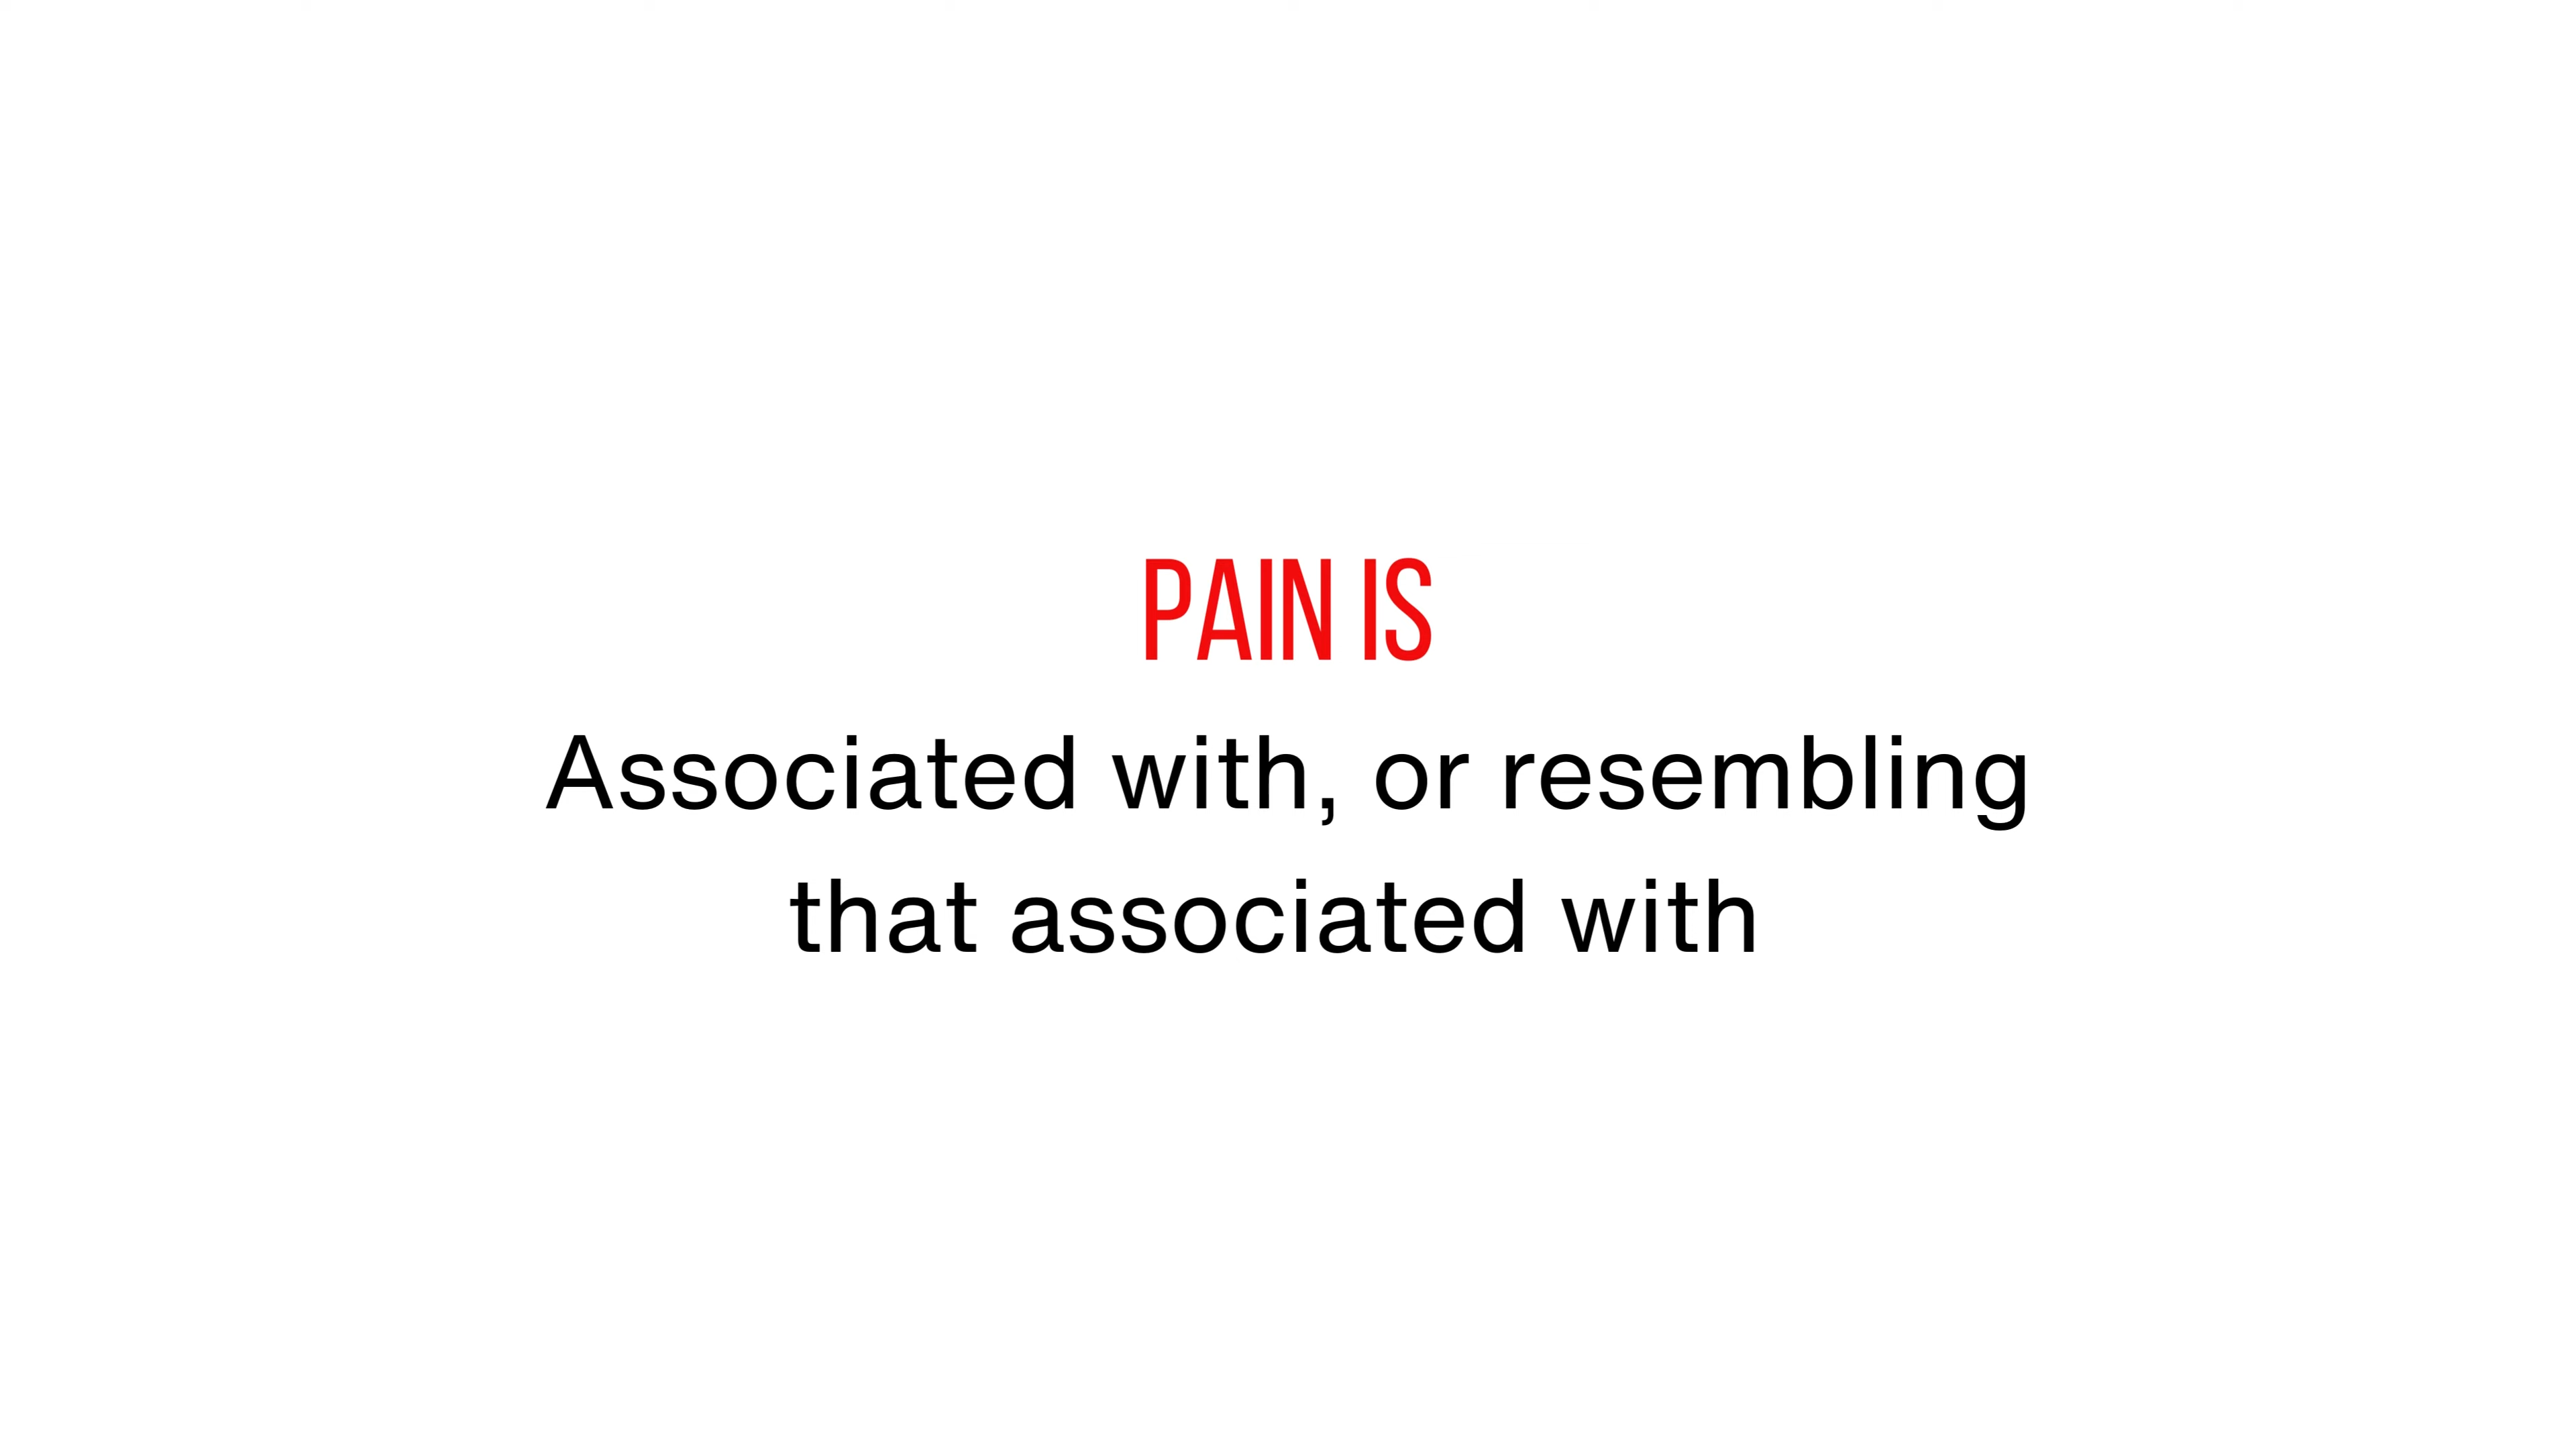 PAIN IS
Associated with, or resembling
that associated with